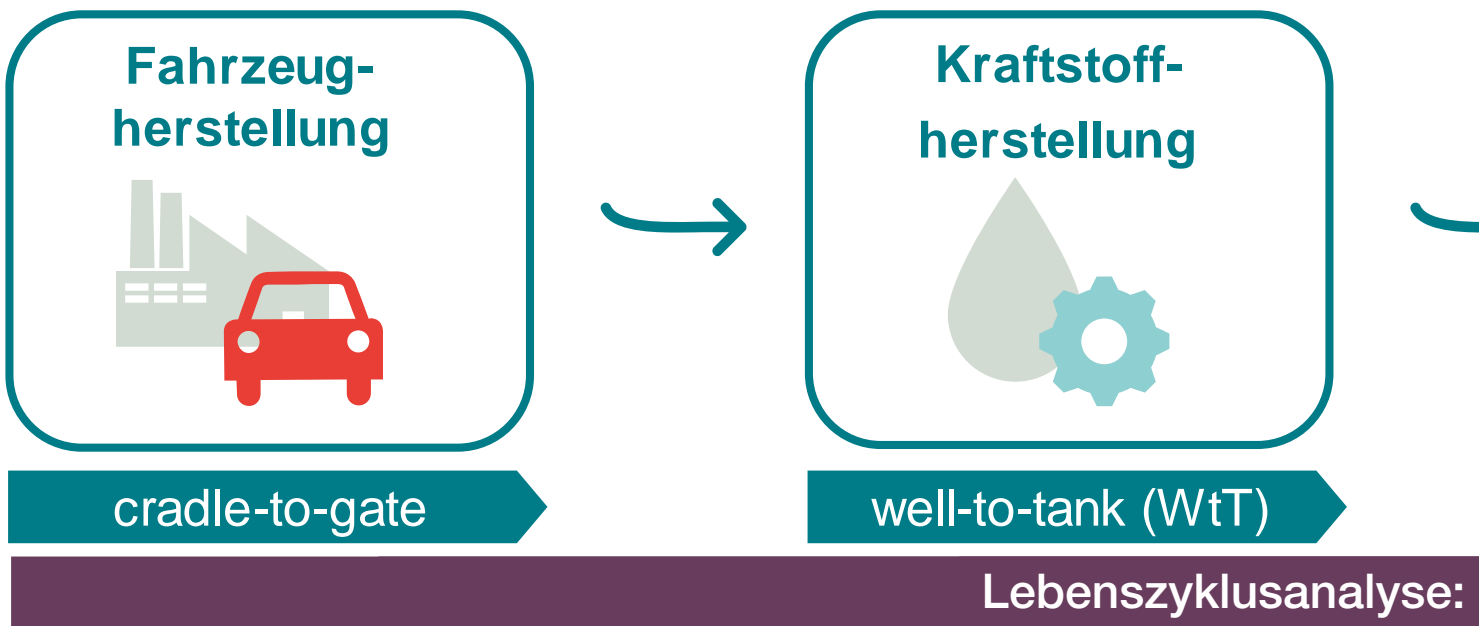 Fahrzeug-
herstellung
Kraftstoff-
herstellung
cradle-to-gate
well-to-tank (WtT)
Lebenszyklusanalyse: